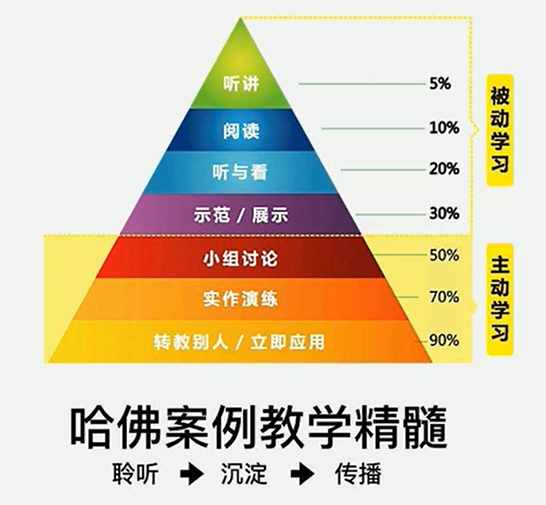 听讲 5%
阅读 10%
听与看 20%
示范 / 展示 30%
被动学习
小组讨论 50%
实作演练 70%
转教别人 / 立即应用 90%
主动学习
哈佛案例教学精髓
聆听 ➡ 沉淀 ➡ 传播